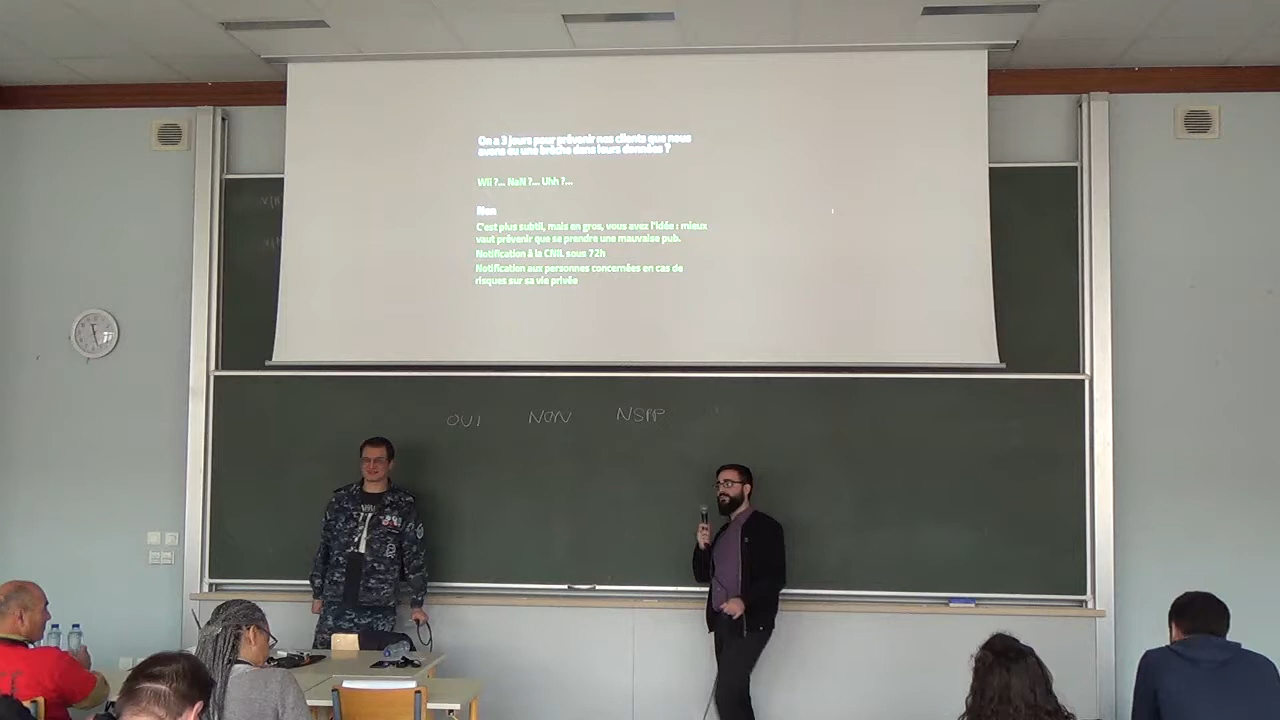 On a 3 jours pour prévenir nos clients que nous
avons eu une brèche dans leurs données ?
Wii ?... NaN ?... Uhh ?...
Non
C'est plus subtil, mais en gros, vous avez l'idée : mieux
vaut prévenir que se prendre une mauvaise pub.
Notification à la CNIL sous 72h
Notification aux personnes concernées en cas de
risques sur sa vie privée
OUI NON NSPP